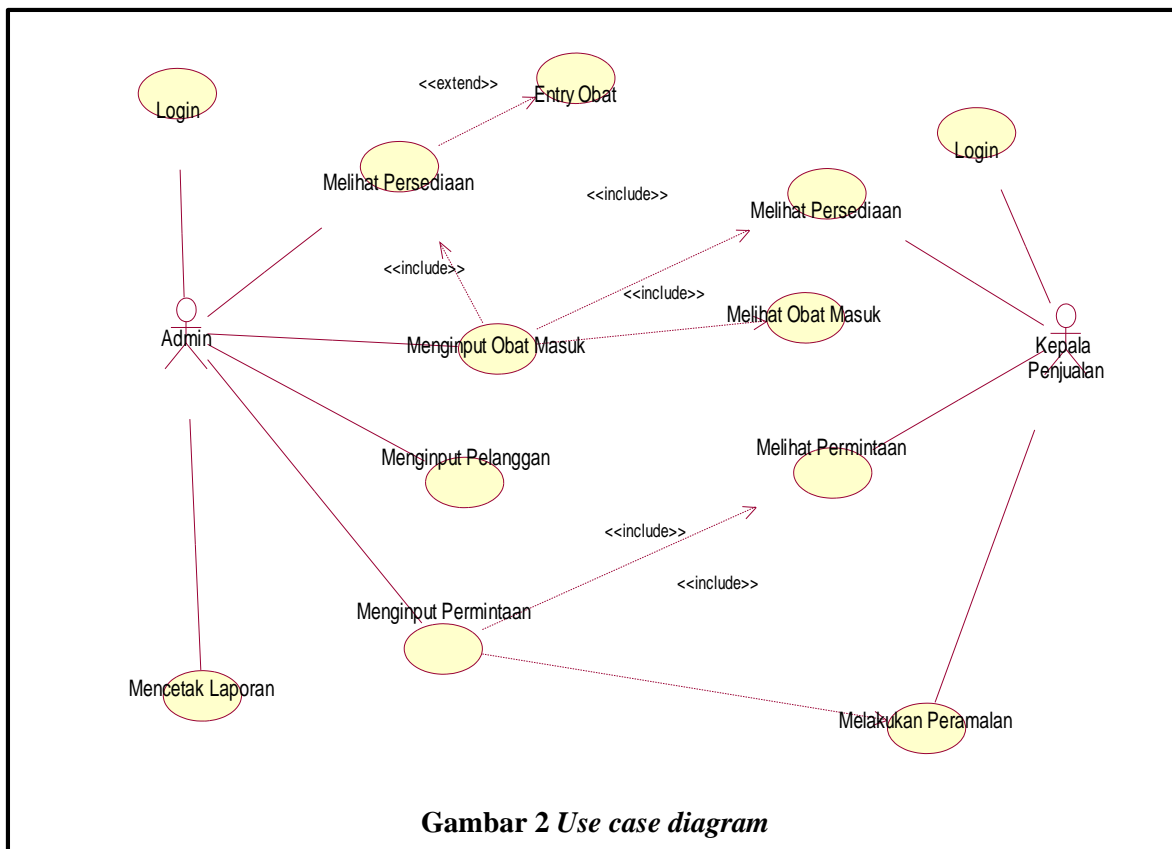 <<extend>>
Entry Obat
Login
Login
Melihat Persediaan
<<include>>
Melihat Persediaan
<<include>>
<<include>>
Melihat Obat Masuk
Admin
Menginput Obat Masuk
Kepala
Penjualan
Menginput Pelanggan
Melihat Permintaan
<<include>>
<<include>>
Menginput Permintaan
Mencetak Laporan
Melakukan Peramalan
Gambar 2 Use case diagram